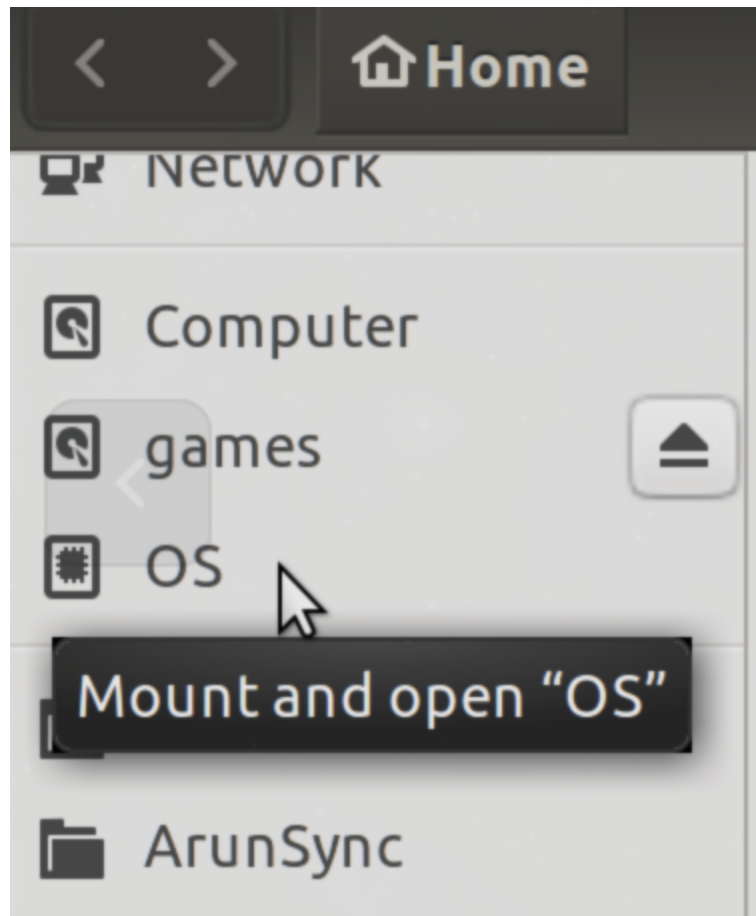 Home
Network
Computer
games
OS
Mount and open “OS”
ArunSync